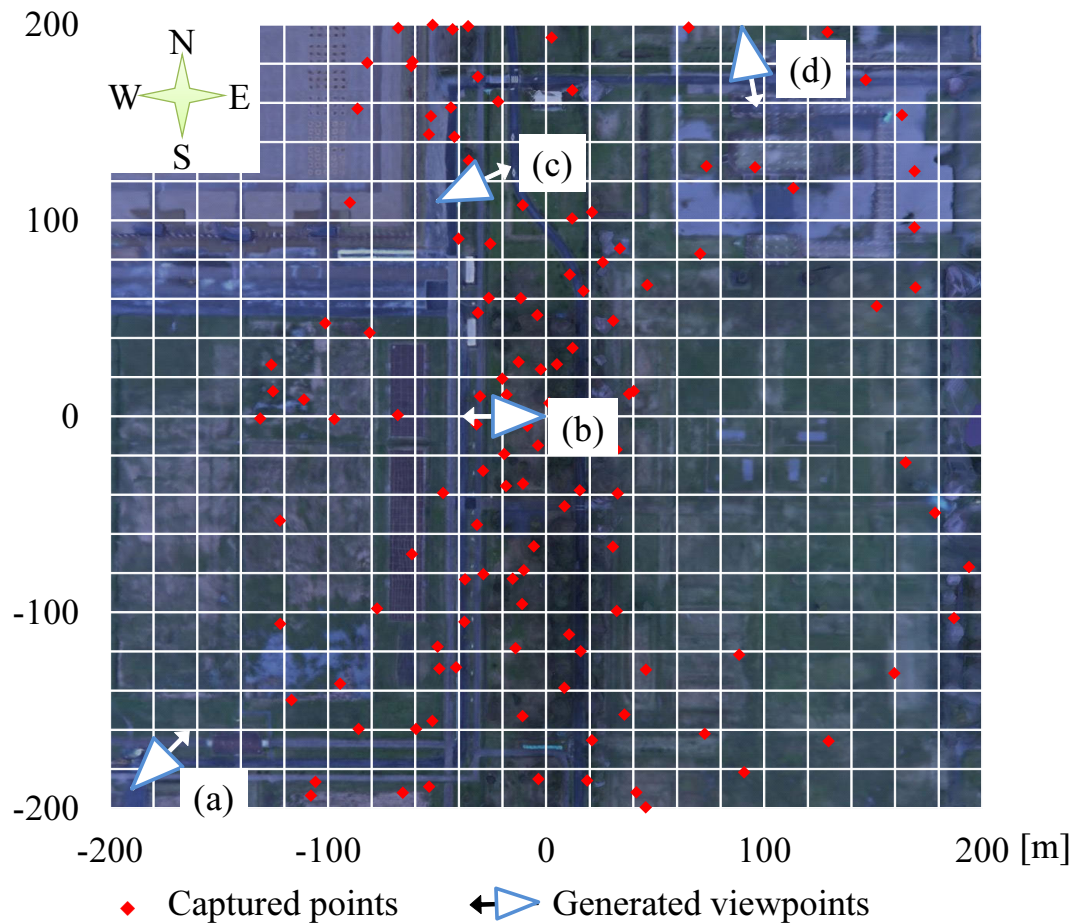 200
N
W E
S
(d)
(c)
100
0
(b)
-100
(a)
-200
-200 -100 0 100 200 [m]
Captured points Generated viewpoints